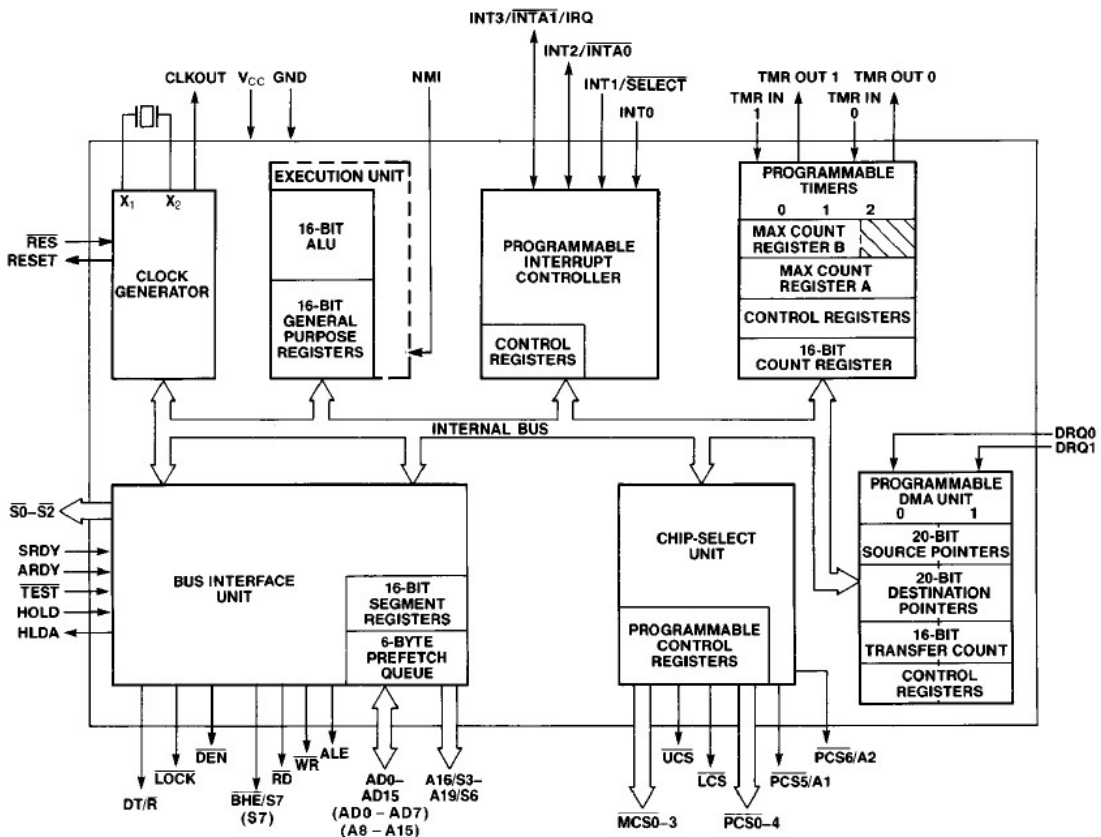 INT3/INTA1/IRQ
INT2/INTA0
CLKOUT VCC GND
NMI
INT1/SELECT
TMR OUT 1 TMR OUT 0
TMR IN
1
TMR IN
0
INT0
X1 X2
CLOCK
GENERATOR
RES
RESET
EXECUTION UNIT
16-BIT
ALU
16-BIT
GENERAL
PURPOSE
REGISTERS
PROGRAMMABLE
INTERRUPT
CONTROLLER
CONTROL
REGISTERS
PROGRAMMABLE
TIMERS
0 1 2
MAX COUNT
REGISTER B
MAX COUNT
REGISTER A
CONTROL REGISTERS
16-BIT
COUNT REGISTER
INTERNAL BUS
DRQ0
DRQ1
S0–S2
SRDY
ARDY
TEST
HOLD
HLDA
BUS INTERFACE
UNIT
16-BIT
SEGMENT
REGISTERS
6-BYTE
PREFETCH
QUEUE
CHIP-SELECT
UNIT
PROGRAMMABLE
CONTROL
REGISTERS
PROGRAMMABLE
DMA UNIT
0 1
20-BIT
SOURCE POINTERS
20-BIT
DESTINATION
POINTERS
16-BIT
TRANSFER COUNT
CONTROL
REGISTERS
DT/R
LOCK
DEN
BHE/S7
(S7)
RD
WR
ALE
AD0–
AD15
(AD0 – AD7)
(A8 – A15)
A16/S3–
A19/S6
MCS0–3
UCS
LCS
PCS0–4
PCS5/A1
PCS6/A2